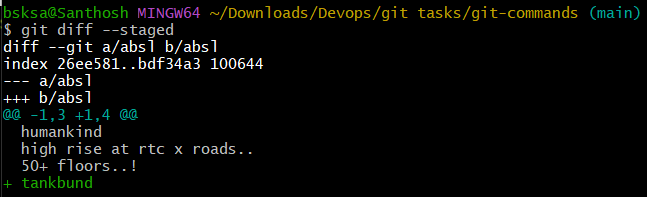 bsksa@Santhosh MINGW64 ~/Downloads/Devops/git tasks/git-commands (main)
$ git diff --staged
diff --git a/absl b/absl
index 26ee581..bdf34a3 100644
--- a/absl
+++ b/absl
@@ -1,3 +1,4 @@
  humankind
  high rise at rtc x roads..
  50+ floors..!
+ tankbund